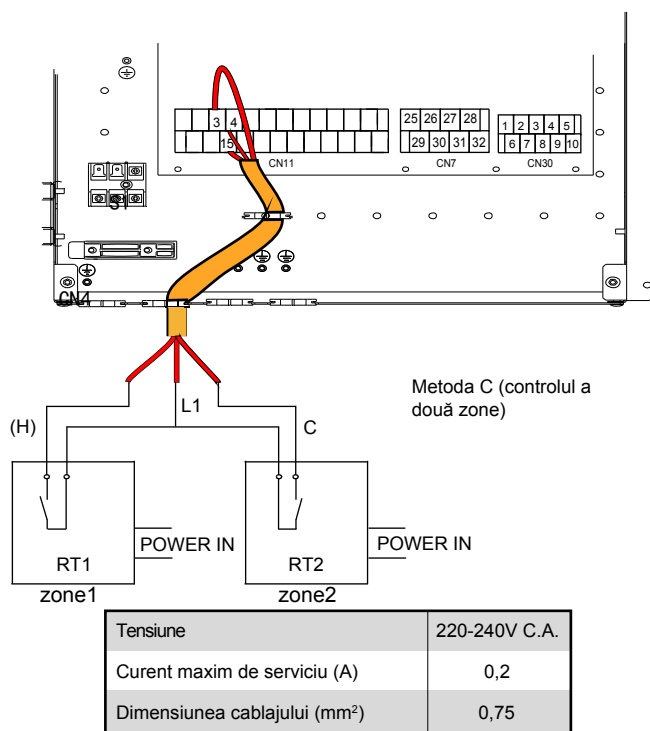 3 4
15
CN11
25 26 27 28
29 30 31 32
CN7
1 2 3 4 5
6 7 8 9 10
CN30
S1
CN4
Metoda C (controlul a
două zone)
(H)
L1
C
RT1
POWER IN
zone1
RT2
POWER IN
zone2
Tensiune 220-240V C.A.
Curent maxim de serviciu (A) 0,2
Dimensiunea cablajului (mm²) 0,75